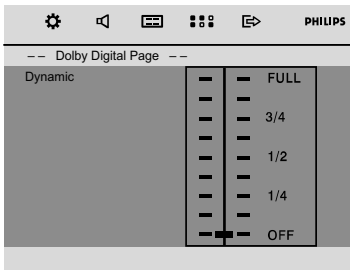 PHILIPS
-- Dolby Digital Page --
Dynamic
FULL
3/4
1/2
1/4
OFF